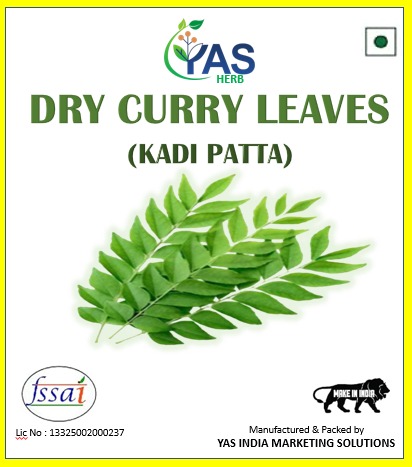 YAS
HERB
DRY CURRY LEAVES
(KADI PATTA)
fssai
Lic No : 13325002000237
MAKE IN INDIA
Manufactured & Packed by
YAS INDIA MARKETING SOLUTIONS